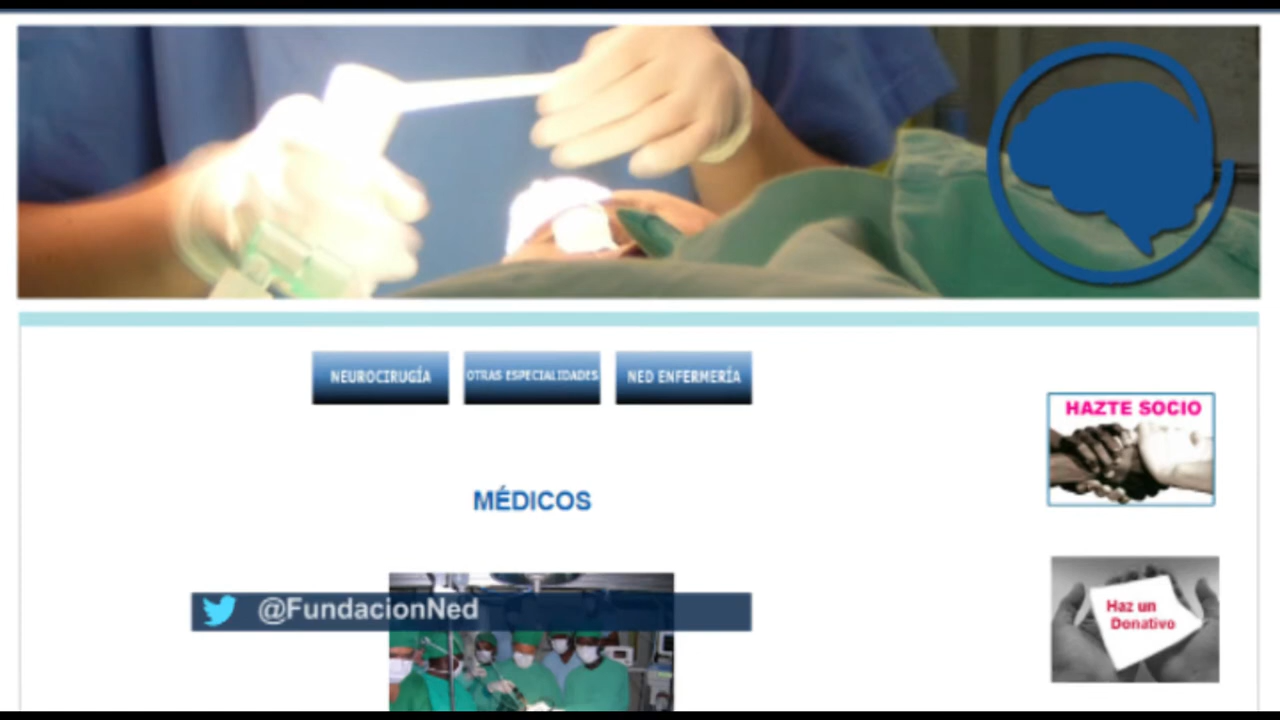 NEUROCIRUGÍA
OTRAS ESPECIALIDADES
NED ENFERMERÍA
HAZTE SOCIO
MÉDICOS
@FundacionNed
Haz un
Donativo